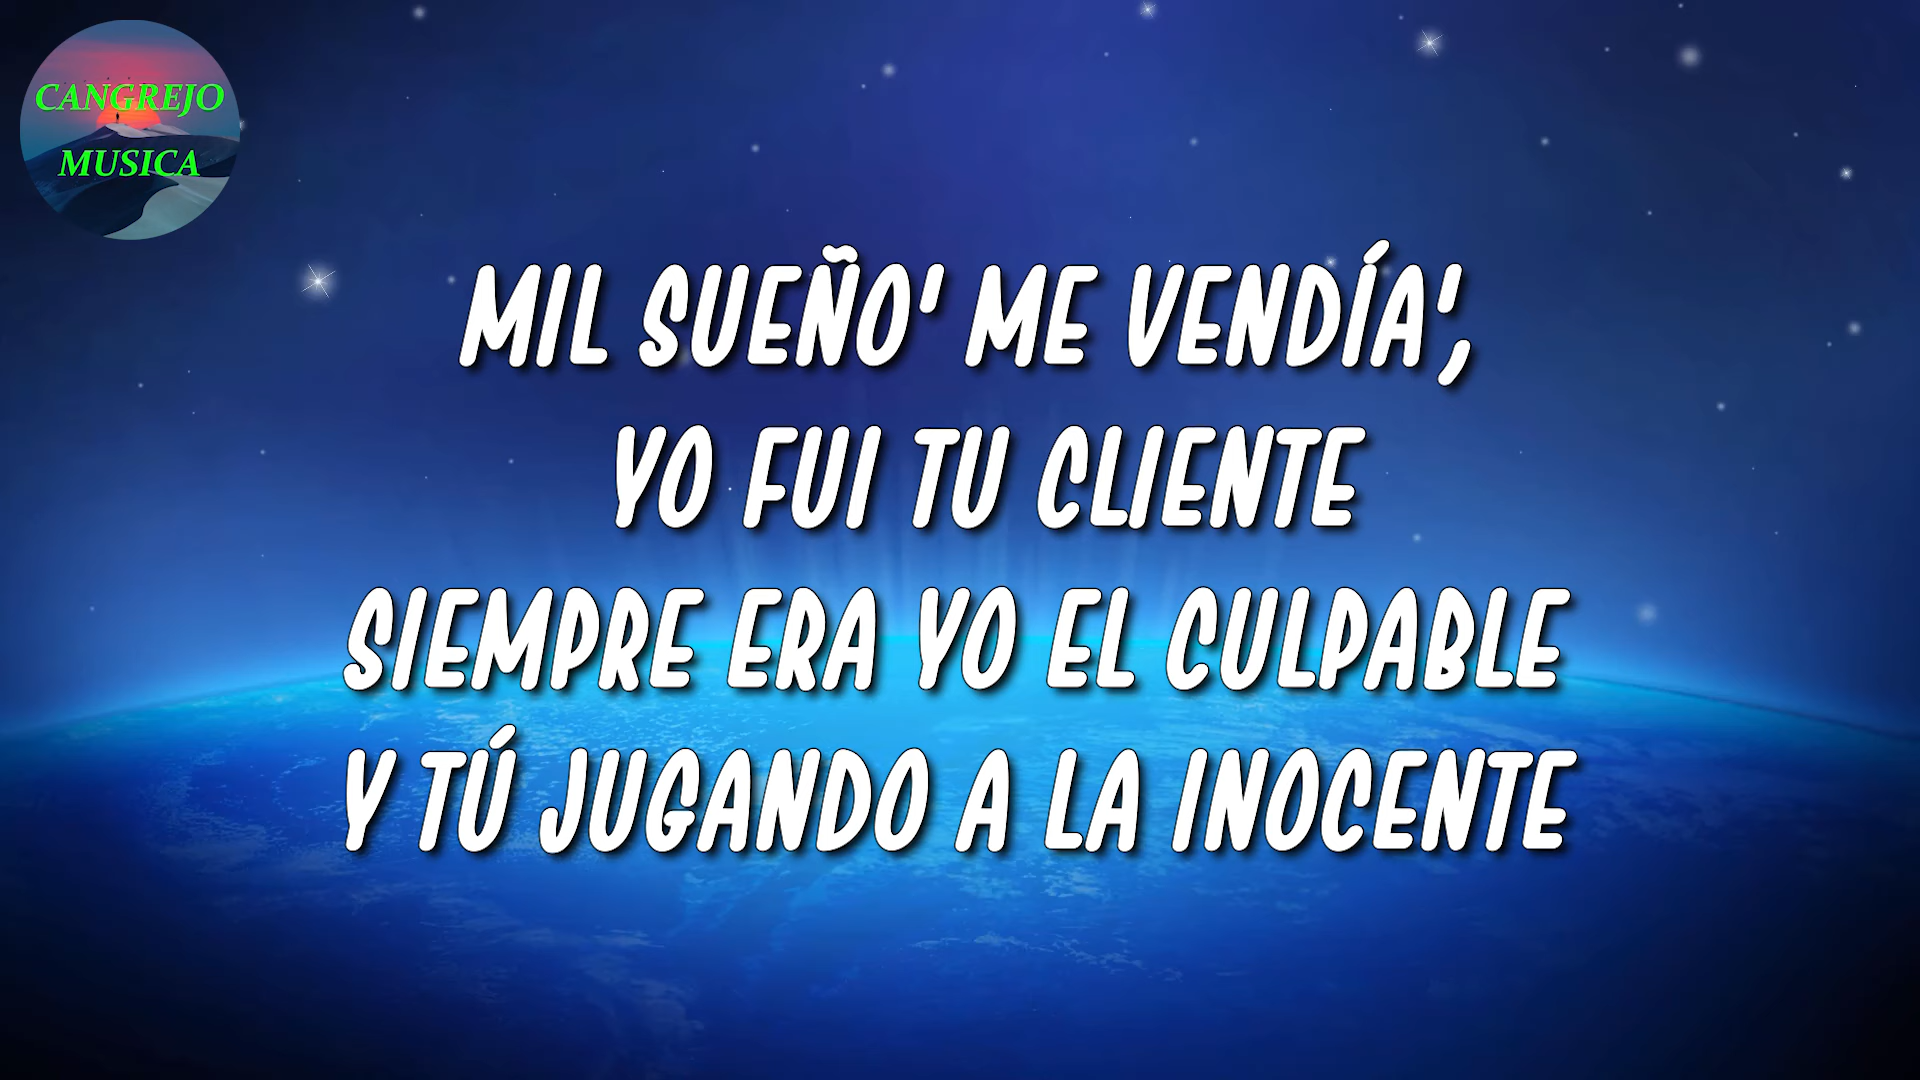 CANGREJO
MUSICA
MIL SUEÑO' ME VENDÍA',
YO FUI TU CLIENTE
SIEMPRE ERA YO EL CULPABLE
Y TÚ JUGANDO A LA INOCENTE